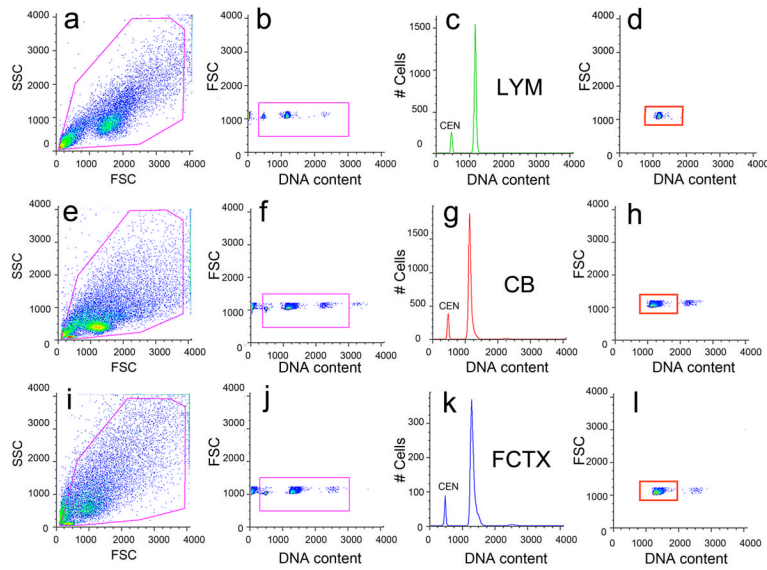 a b c d
SSC 4000 3000 2000 1000 0
0 1000 2000 3000 4000
FSC
FSC 4000 3000 2000 1000 0
0 1000 2000 3000 4000
DNA content
# Cells 1500 1000 500 0
CEN LYM
0 1000 2000 3000 4000
DNA content
FSC 4000 3000 2000 1000 0
0 1000 2000 3000 4000
DNA content
e f g h
SSC 4000 3000 2000 1000 0
0 1000 2000 3000 4000
FSC
FSC 4000 3000 2000 1000 0
0 1000 2000 3000 4000
DNA content
# Cells 2000 1500 1000 500 0
CEN CB
0 1000 2000 3000 4000
DNA content
FSC 4000 3000 2000 1000 0
0 1000 2000 3000 4000
DNA content
i j k l
SSC 4000 3000 2000 1000 0
0 1000 2000 3000 4000
FSC
FSC 4000 3000 2000 1000 0
0 1000 2000 3000 4000
DNA content
# Cells 400 300 200 100 0
CEN FCTX
0 1000 2000 3000 4000
DNA content
FSC 4000 3000 2000 1000 0
0 1000 2000 3000 4000
DNA content